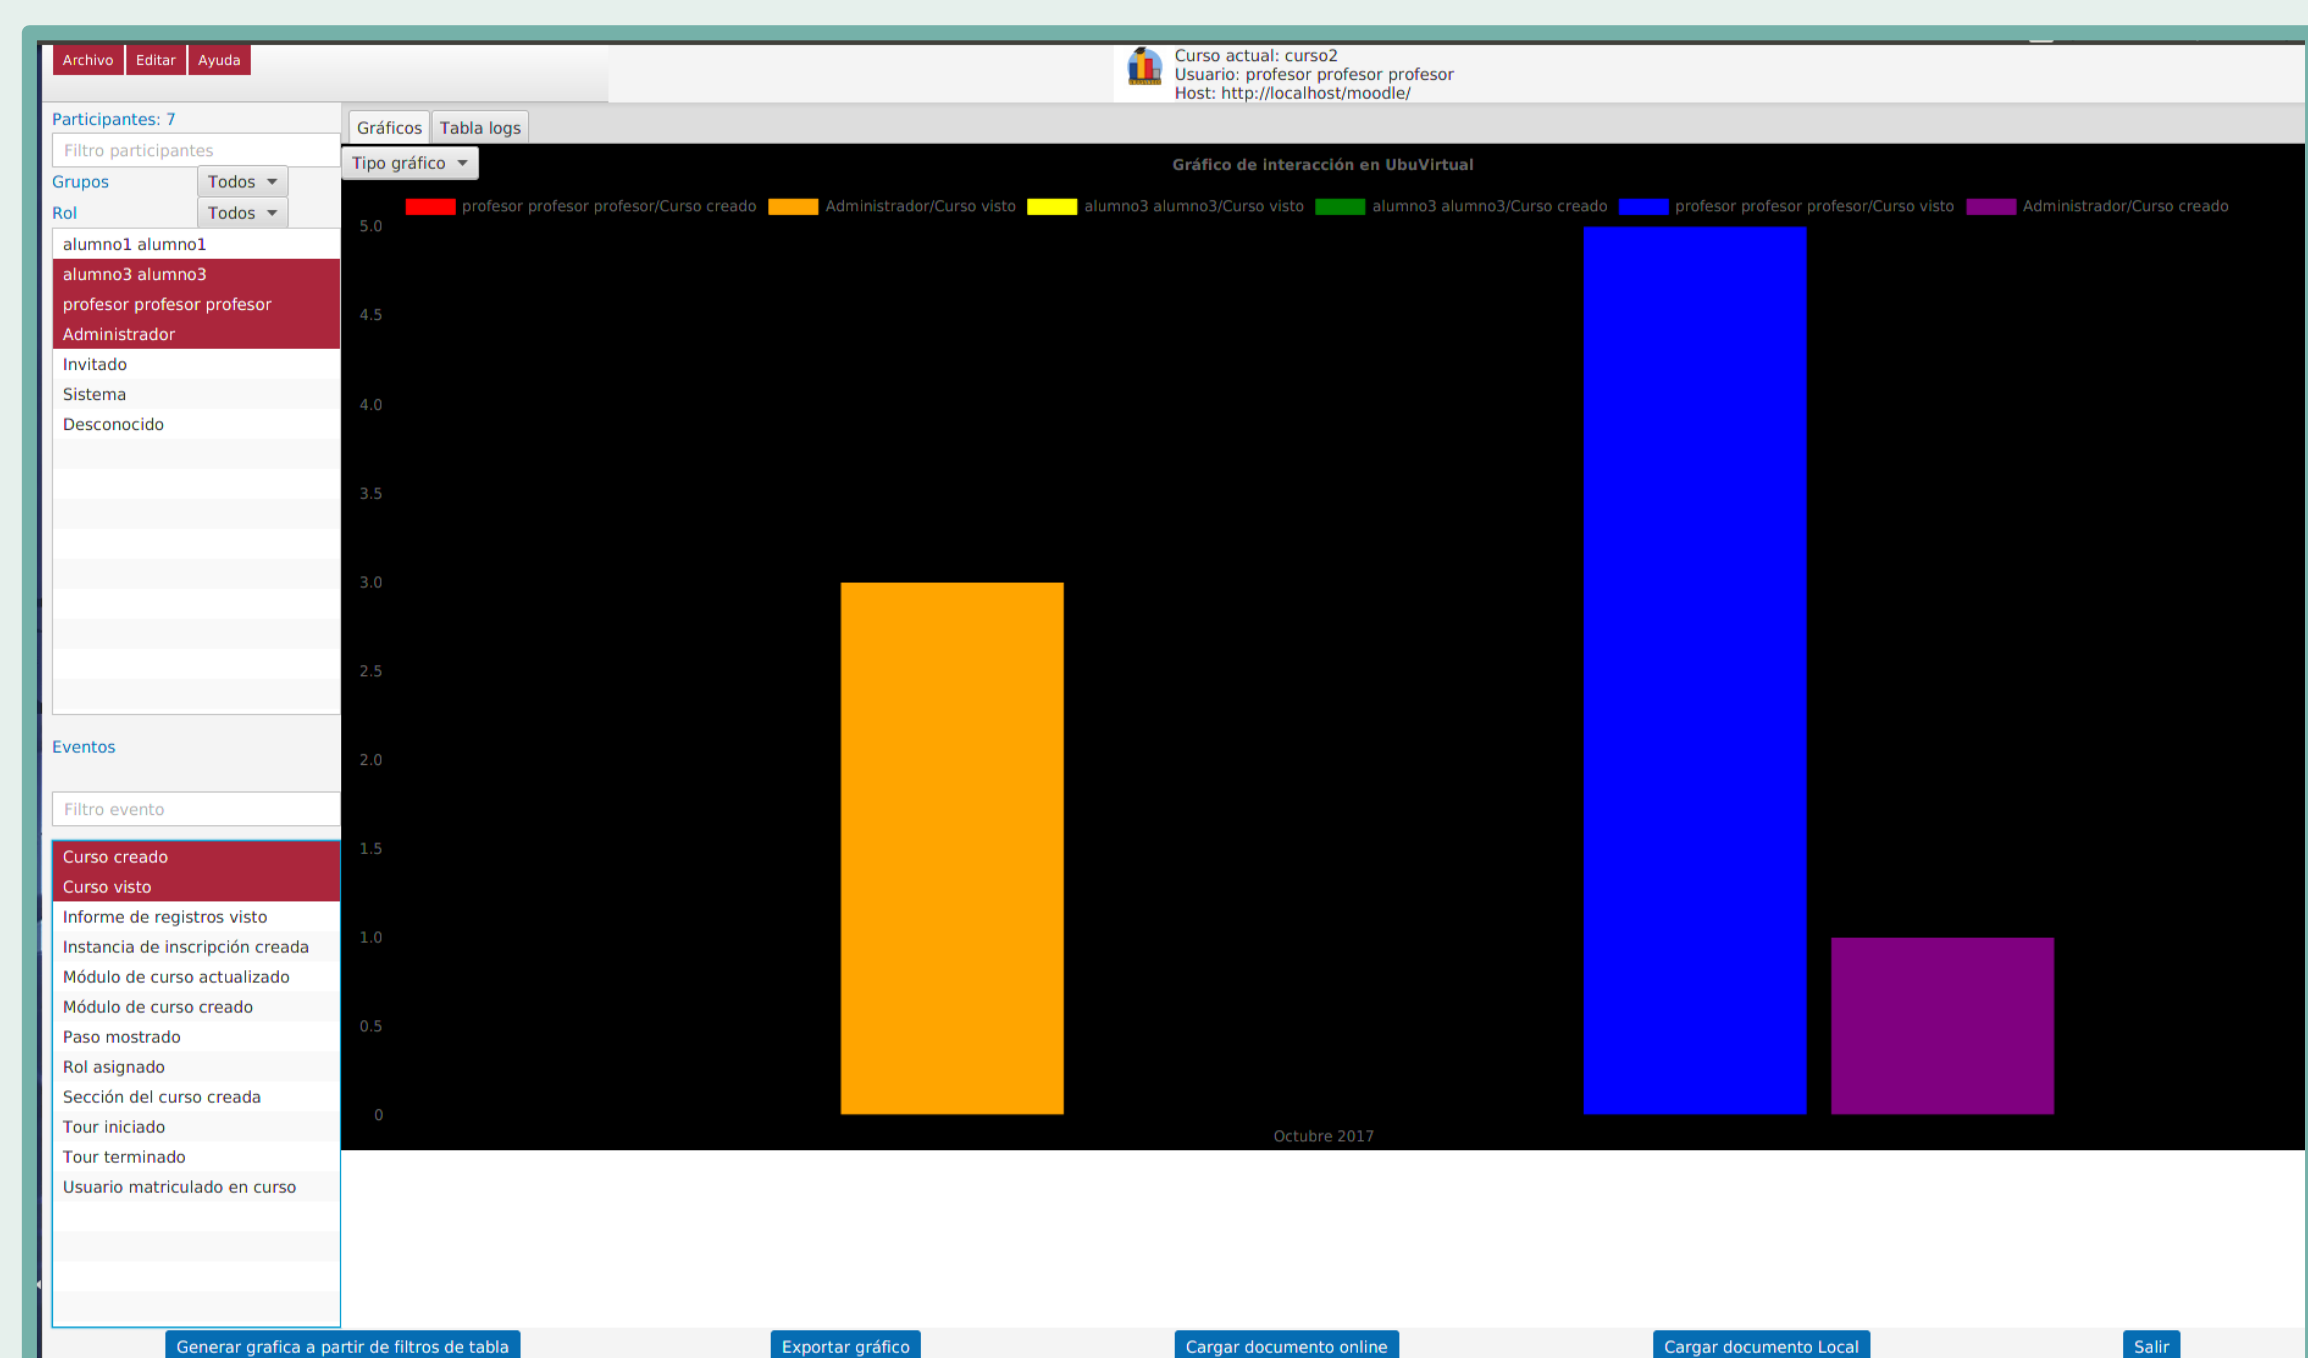 Archivo Editar Ayuda
Curso actual: curso2
Usuario: profesor profesor profesor
Host: http://localhost/moodle/
Participantes: 7
Filtro participantes
Grupos Todos
Rol Todos
alumno1 alumno1
alumno3 alumno3
profesor profesor profesor
Administrador
Invitado
Sistema
Desconocido
Eventos
Filtro evento
Curso creado
Curso visto
Informe de registros visto
Instancia de inscripción creada
Módulo de curso actualizado
Módulo de curso creado
Paso mostrado
Rol asignado
Sección del curso creada
Tour iniciado
Tour terminado
Usuario matriculado en curso
Gráficos Tabla logs
Tipo gráfico
Gráfico de interacción en UbuVirtual
profesor profesor profesor/Curso creado Administrador/Curso visto alumno3 alumno3/Curso visto alumno3 alumno3/Curso creado profesor profesor profesor/Curso visto Administrador/Curso creado
5.0
4.5
4.0
3.5
3.0
2.5
2.0
1.5
1.0
0.5
0
Octubre 2017
Generar grafica a partir de filtros de tabla Exportar gráfico Cargar documento online Cargar documento Local Salir